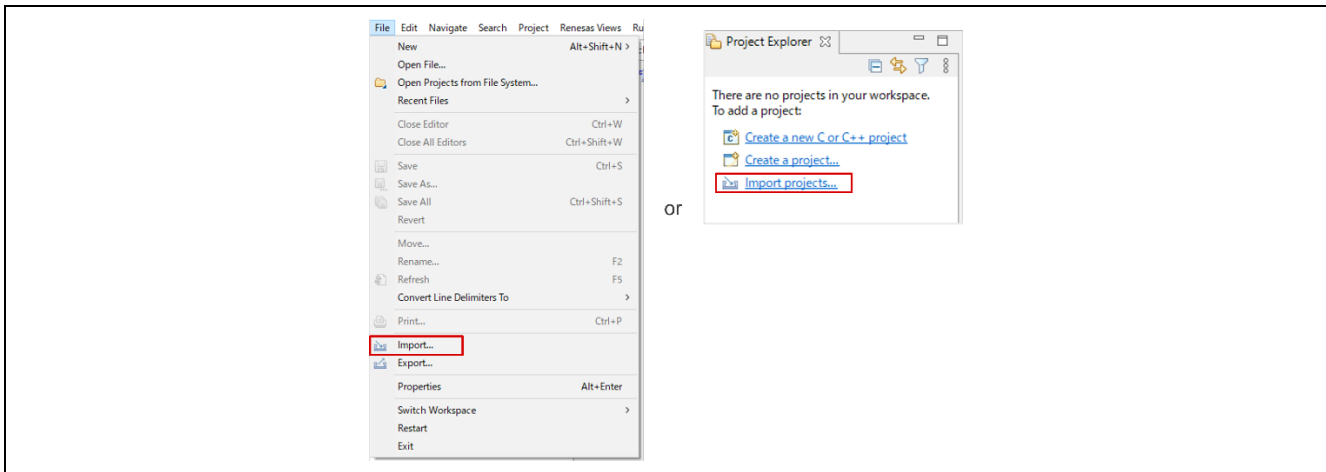 File Edit Navigate Search Project Renesas Views Ru
New Alt+Shift+N >
Open File...
Open Projects from File System...
Recent Files >
Close Editor Ctrl+W
Close All Editors Ctrl+Shift+W
Save Ctrl+S
Save As...
Save All Ctrl+Shift+S
Revert
Move...
Rename... F2
Refresh F5
Convert Line Delimiters To >
Print... Ctrl+P
Import...
Export...
Properties Alt+Enter
Switch Workspace >
Restart
Exit
or
Project Explorer
There are no projects in your workspace.
To add a project:
Create a new C or C++ project
Create a project...
Import projects...